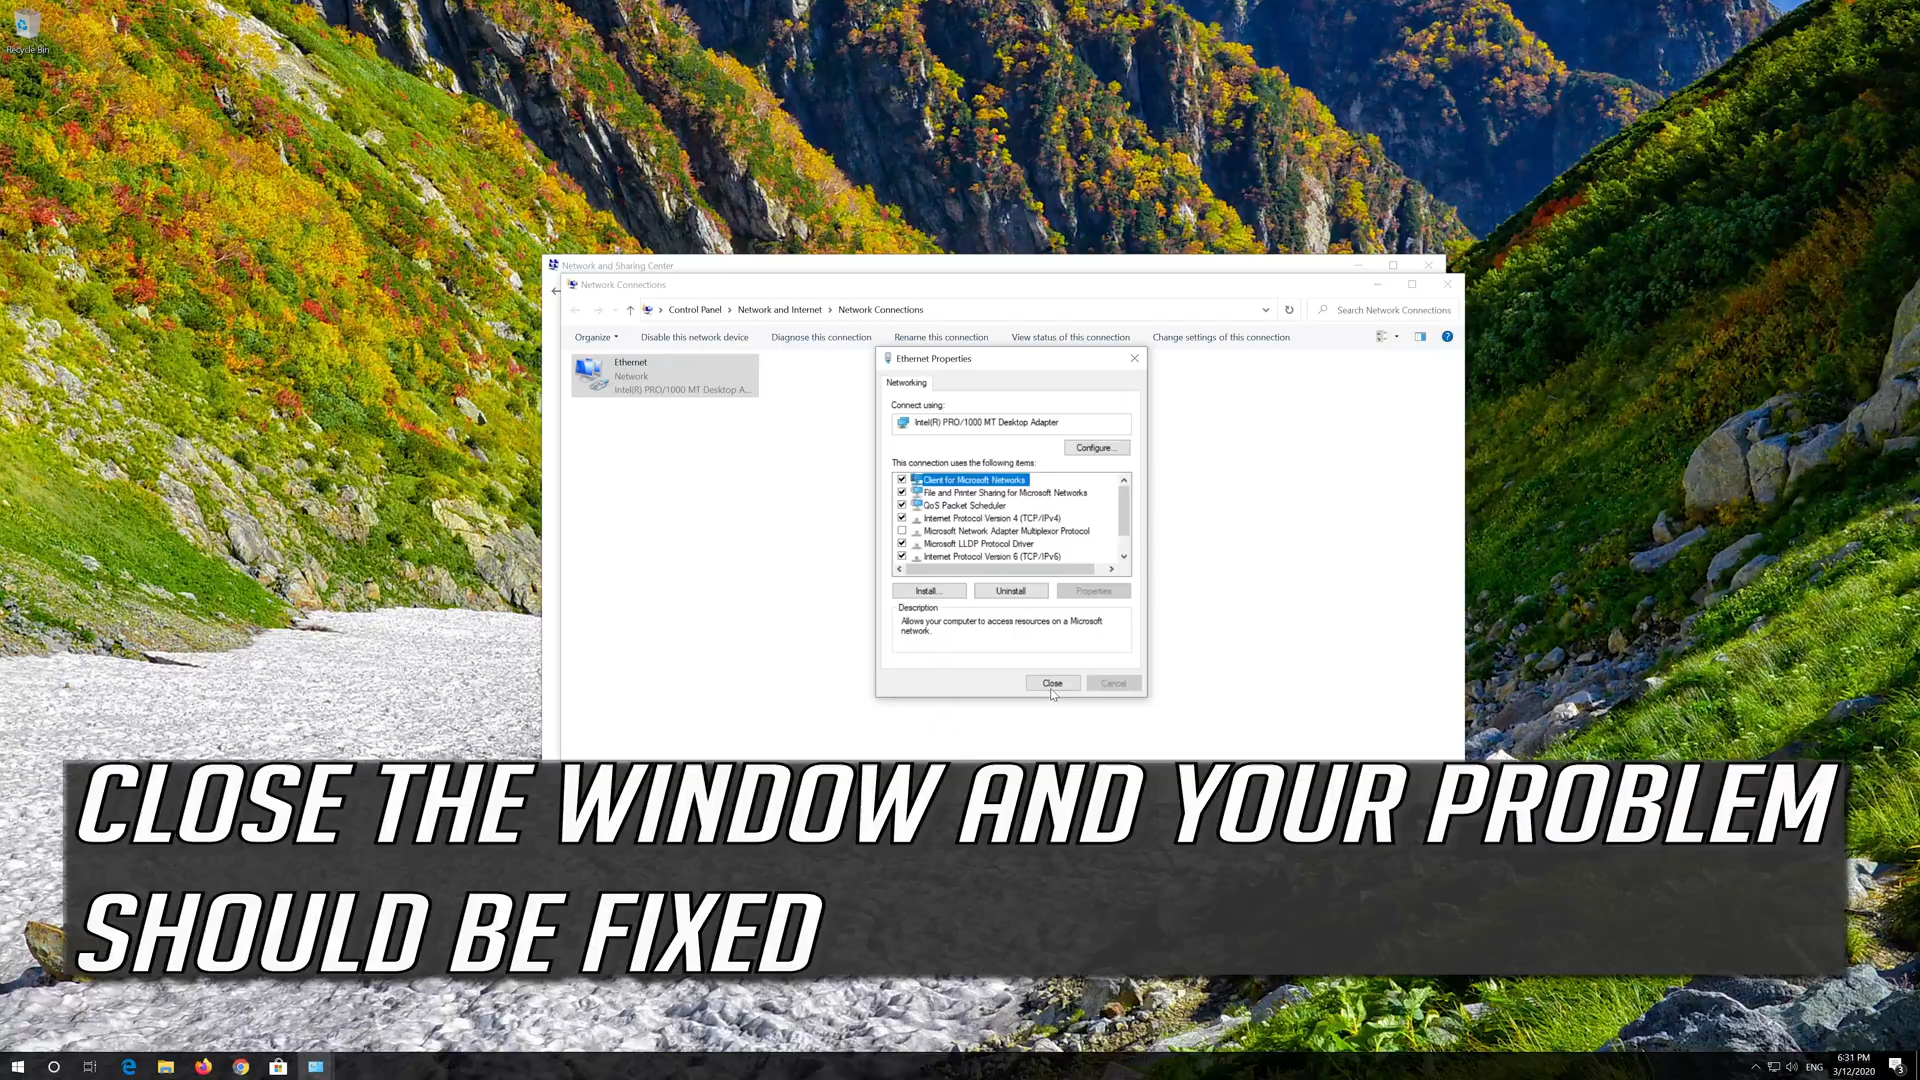 Recycle Bin
Network and Sharing Center
Network Connections
Control Panel > Network and Internet > Network Connections
Search Network Connections
Organize
Disable this network device
Diagnose this connection
Rename this connection
View status of this connection
Change settings of this connection
Ethernet
Network
Intel(R) PRO/1000 MT Desktop A...
Ethernet Properties
Networking
Connect using:
Intel(R) PRO/1000 MT Desktop Adapter
Configure...
This connection uses the following items:
Client for Microsoft Networks
File and Printer Sharing for Microsoft Networks
QoS Packet Scheduler
Internet Protocol Version 4 (TCP/IPv4)
Microsoft Network Adapter Multiplexor Protocol
Microsoft LLDP Protocol Driver
Internet Protocol Version 6 (TCP/IPv6)
Install...
Uninstall
Properties
Description
Allows your computer to access resources on a Microsoft
network.
Close
Cancel
CLOSE THE WINDOW AND YOUR PROBLEM
SHOULD BE FIXED
ENG
6:31 PM
3/12/2020
3